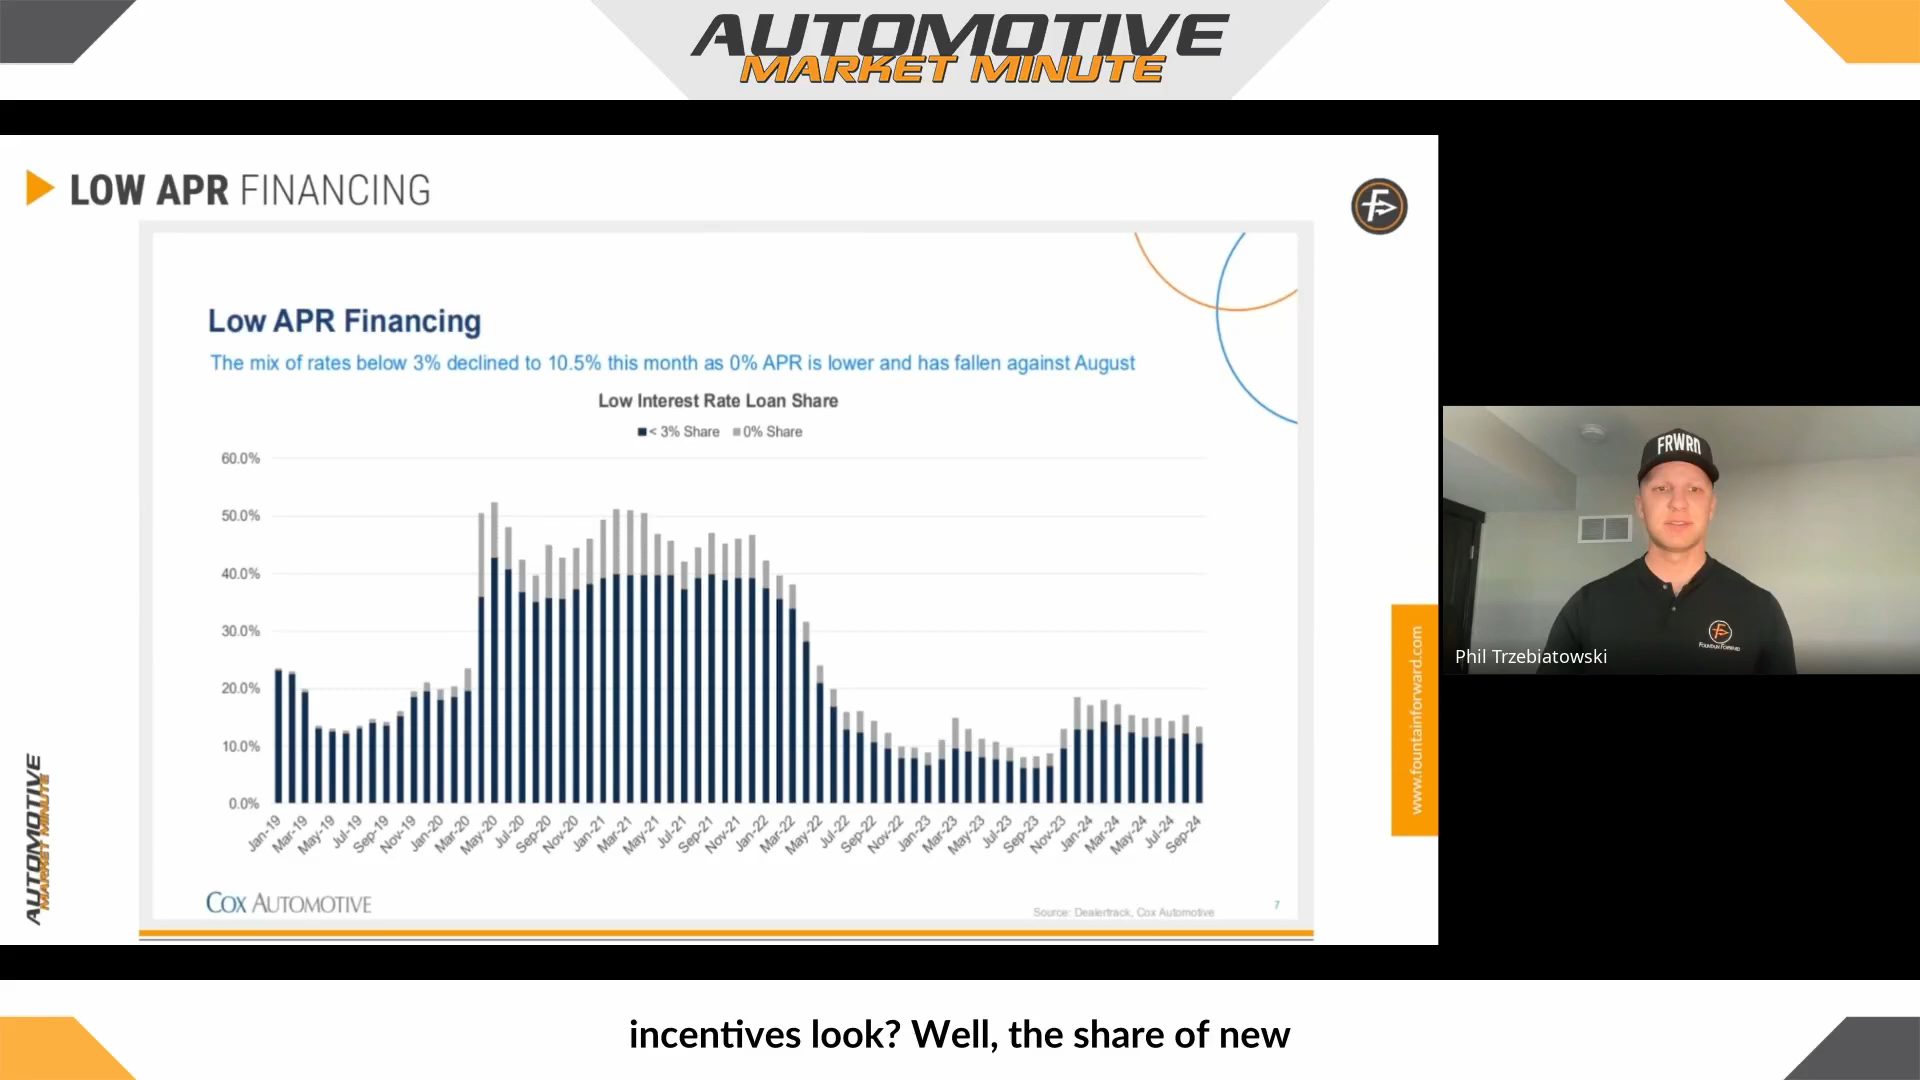 AUTOMOTIVE
MARKET MINUTE
LOW APR FINANCING
Low APR Financing
The mix of rates below 3% declined to 10.5% this month as 0% APR is lower and has fallen against August
Low Interest Rate Loan Share
< 3% Share 0% Share
60.0%
50.0%
40.0%
30.0%
20.0%
10.0%
0.0%
Jan-19 Mar-19 May-19 Jul-19 Sep-19 Nov-19 Jan-20 Mar-20 May-20 Jul-20 Sep-20 Nov-20 Jan-21 Mar-21 May-21 Jul-21 Sep-21 Nov-21 Jan-22 Mar-22 May-22 Jul-22 Sep-22 Nov-22 Jan-23 Mar-23 May-23 Jul-23 Sep-23 Nov-23 Jan-24 Mar-24 May-24 Jul-24 Sep-24
COX AUTOMOTIVE
Source: Dealertrack, Cox Automotive
7
AUTOMOTIVE
MARKET MINUTE
www.fountainforward.com
FRWRD
FOUNTAIN FORWARD
Phil Trzebiatowski
incentives look? Well, the share of new